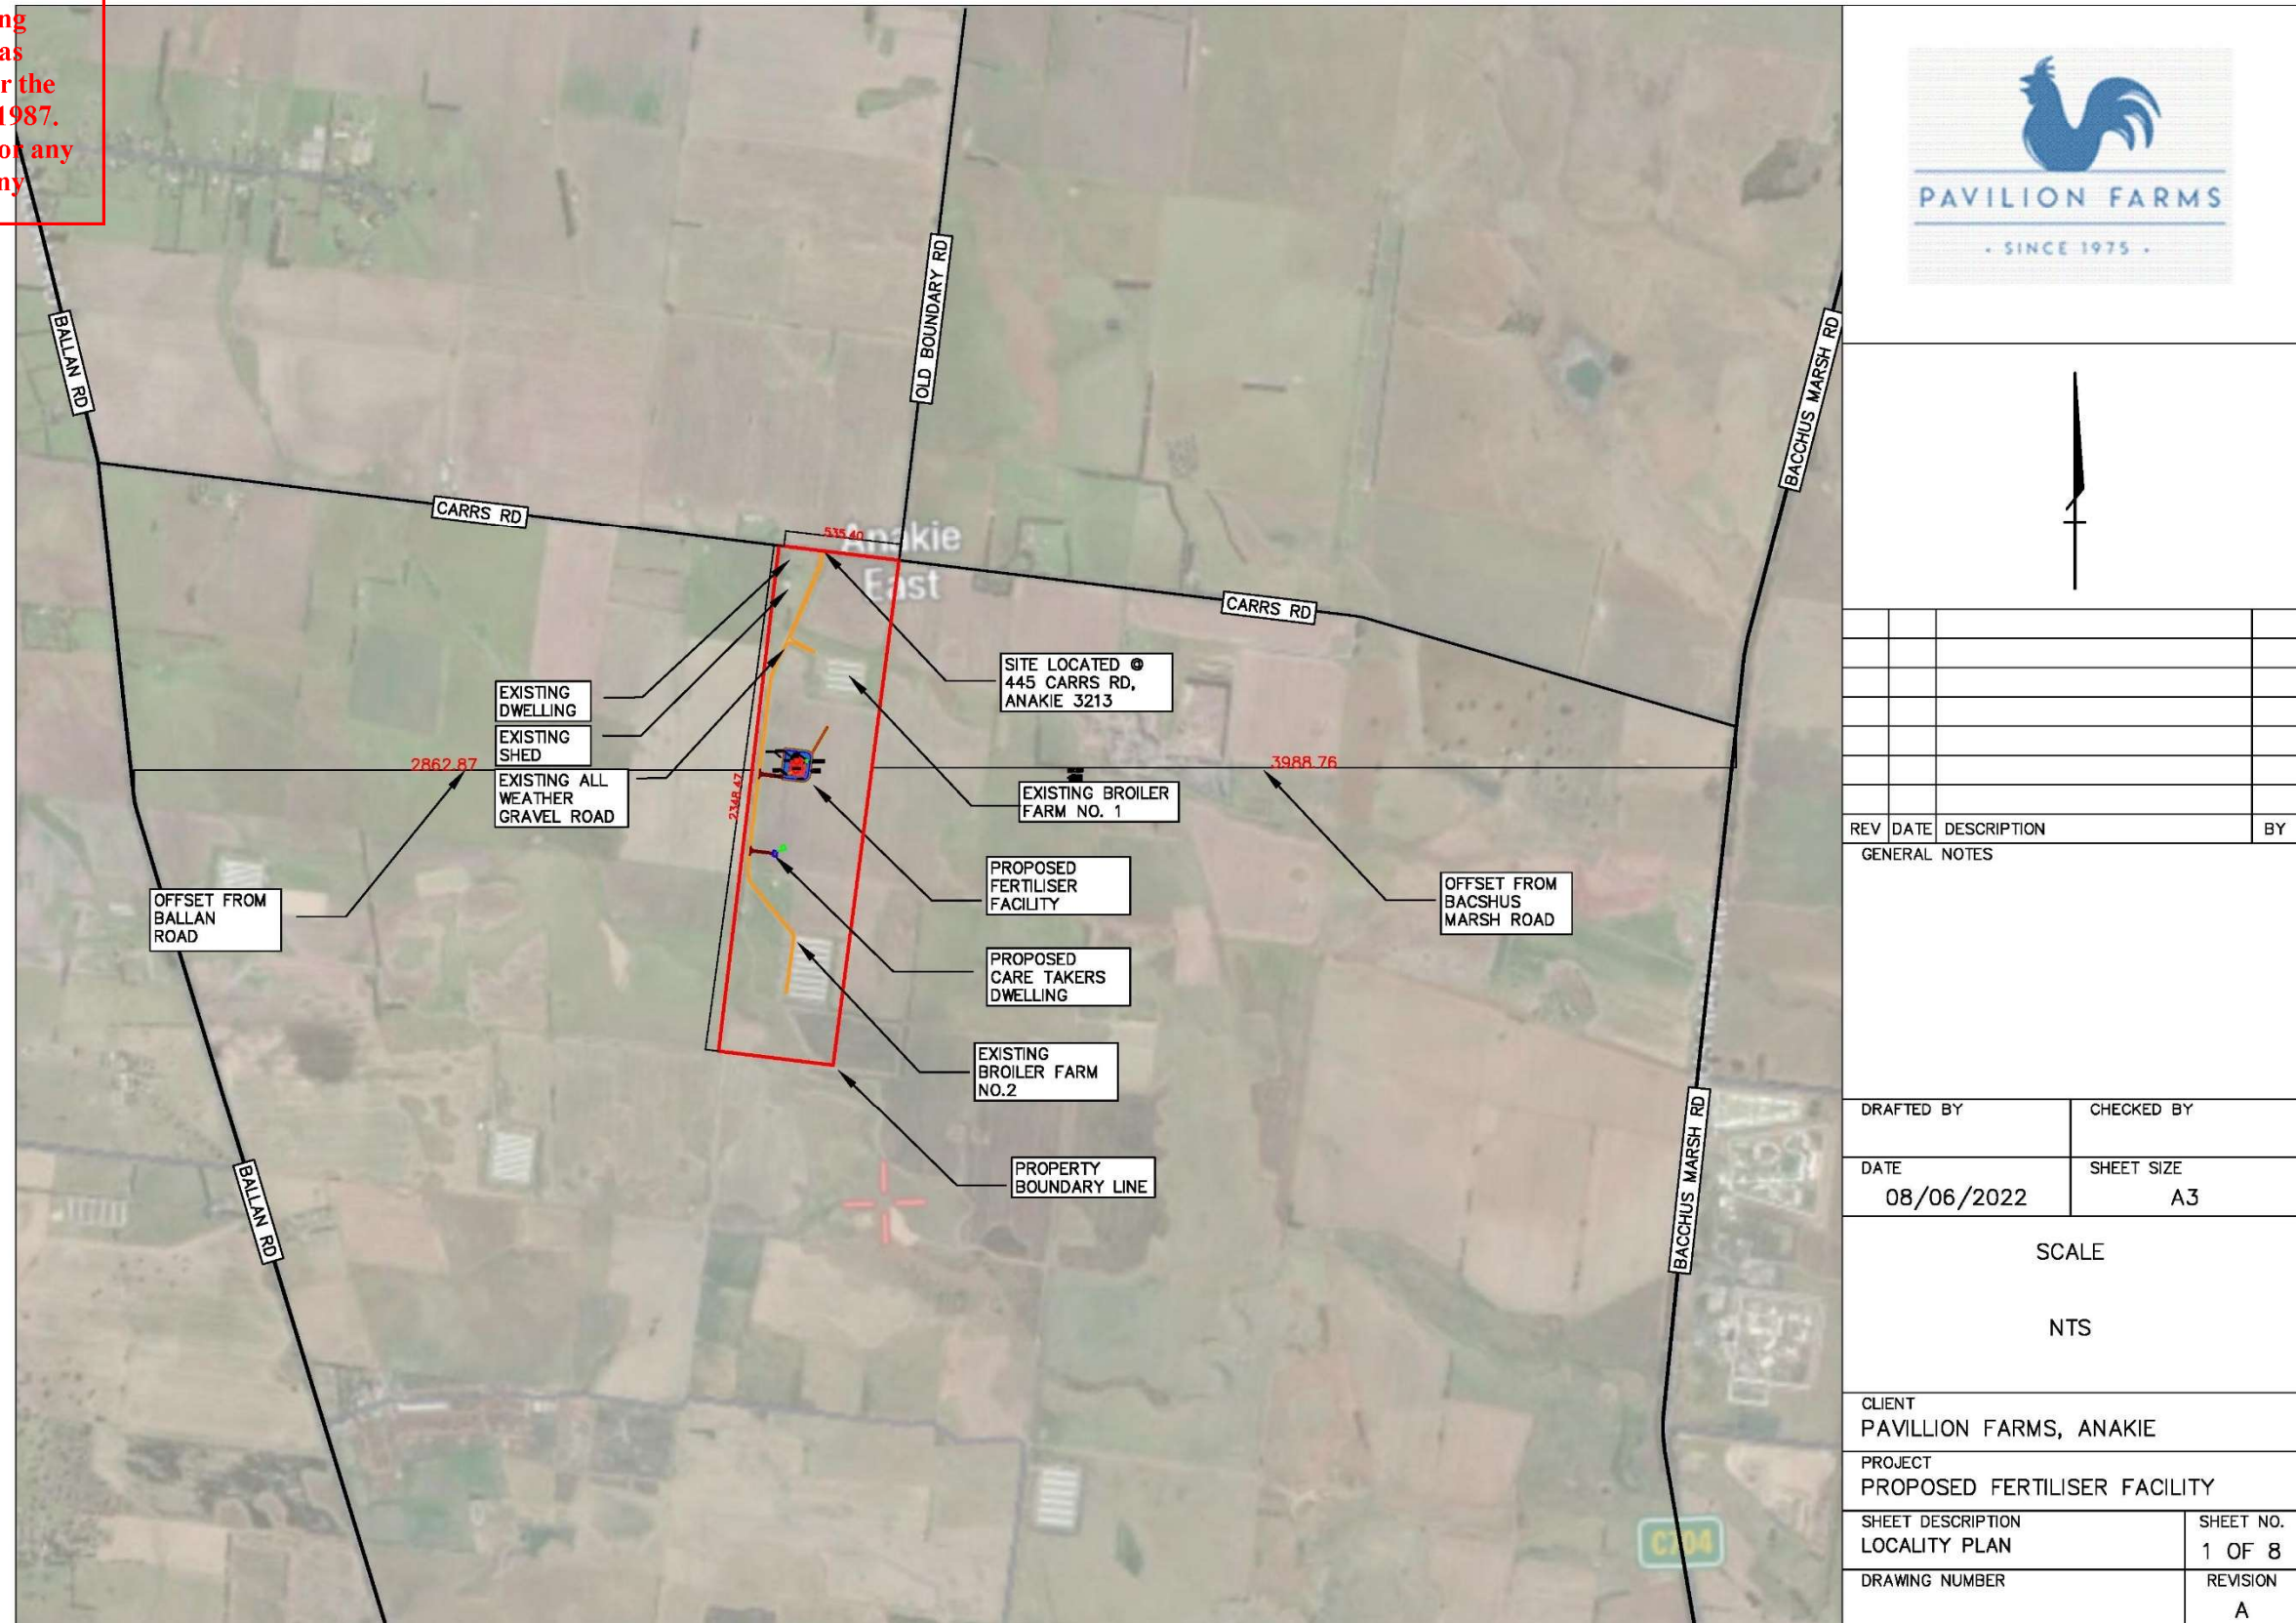 ng
as
r the
1987.
or any
ny
BALLAN RD
OLD BOUNDARY RD
BACCHUS MARSH RD
CARRS RD
535.40
Anakie
East
CARRS RD
EXISTING
DWELLING
SITE LOCATED @
445 CARRS RD,
ANAKIE 3213
EXISTING
SHED
2862.87
3988.76
EXISTING ALL
WEATHER
GRAVEL ROAD
2348.47
EXISTING BROILER
FARM NO. 1
PROPOSED
FERTILISER
FACILITY
OFFSET FROM
BALLAN
ROAD
OFFSET FROM
BACSHUS
MARSH ROAD
PROPOSED
CARE TAKERS
DWELLING
EXISTING
BROILER FARM
NO.2
PROPERTY
BOUNDARY LINE
BALLAN RD
BACCHUS MARSH RD
C704
PAVILION FARMS
- SINCE 1975 -
REV DATE DESCRIPTION BY
GENERAL NOTES
DRAFTED BY CHECKED BY
DATE SHEET SIZE
08/06/2022 A3
SCALE
NTS
CLIENT
PAVILLION FARMS, ANAKIE
PROJECT
PROPOSED FERTILISER FACILITY
SHEET DESCRIPTION SHEET NO.
LOCALITY PLAN 1 OF 8
DRAWING NUMBER REVISION
A